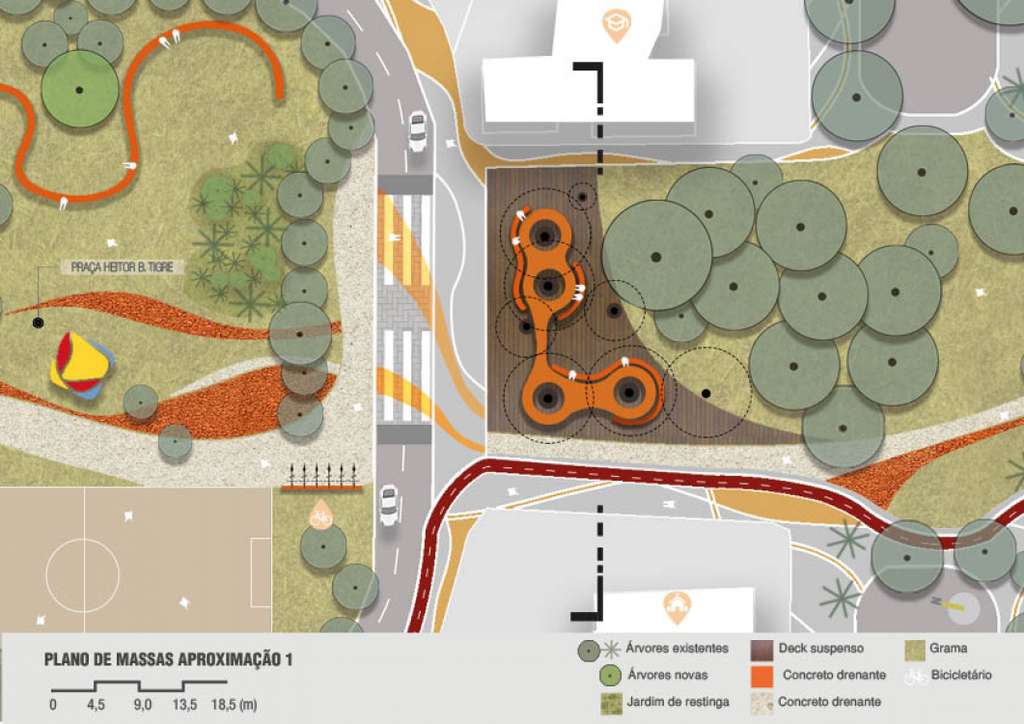 PRAÇA HEITOR B. TIGRE
PLANO DE MASSAS APROXIMAÇÃO 1
0 4,5 9,0 13,5 18,5 (m)
Árvores existentes
Árvores novas
Jardim de restinga
Deck suspenso
Concreto drenante
Concreto drenante
Grama
Bicicletário